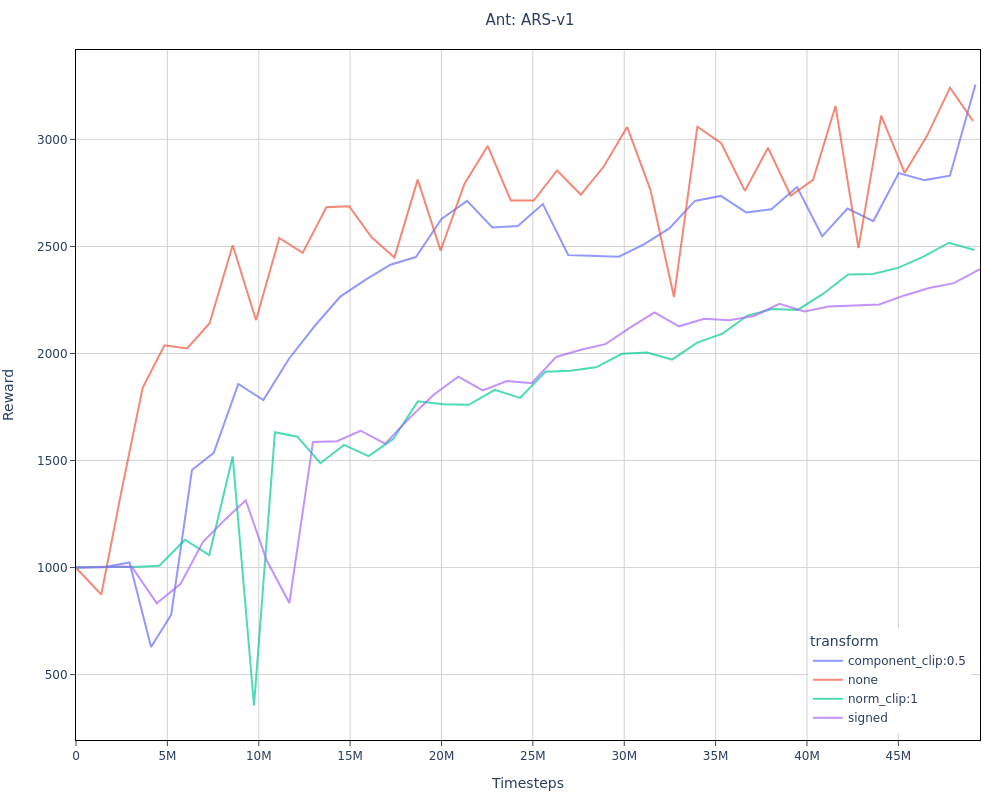 Ant: ARS-v1
Reward
3000
2500
2000
1500
1000
500
0 5M 10M 15M 20M 25M 30M 35M 40M 45M
Timesteps
transform
component_clip:0.5
none
norm_clip:1
signed